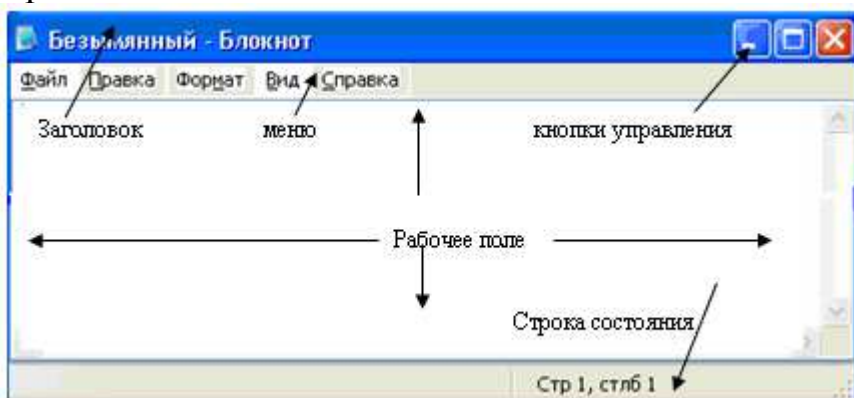 Безымянный - Блокнот
Файл Правка Формат Вид Справка
Заголовок меню кнопки управления
Рабочее поле
Строка состояния
Стр 1, стлб 1